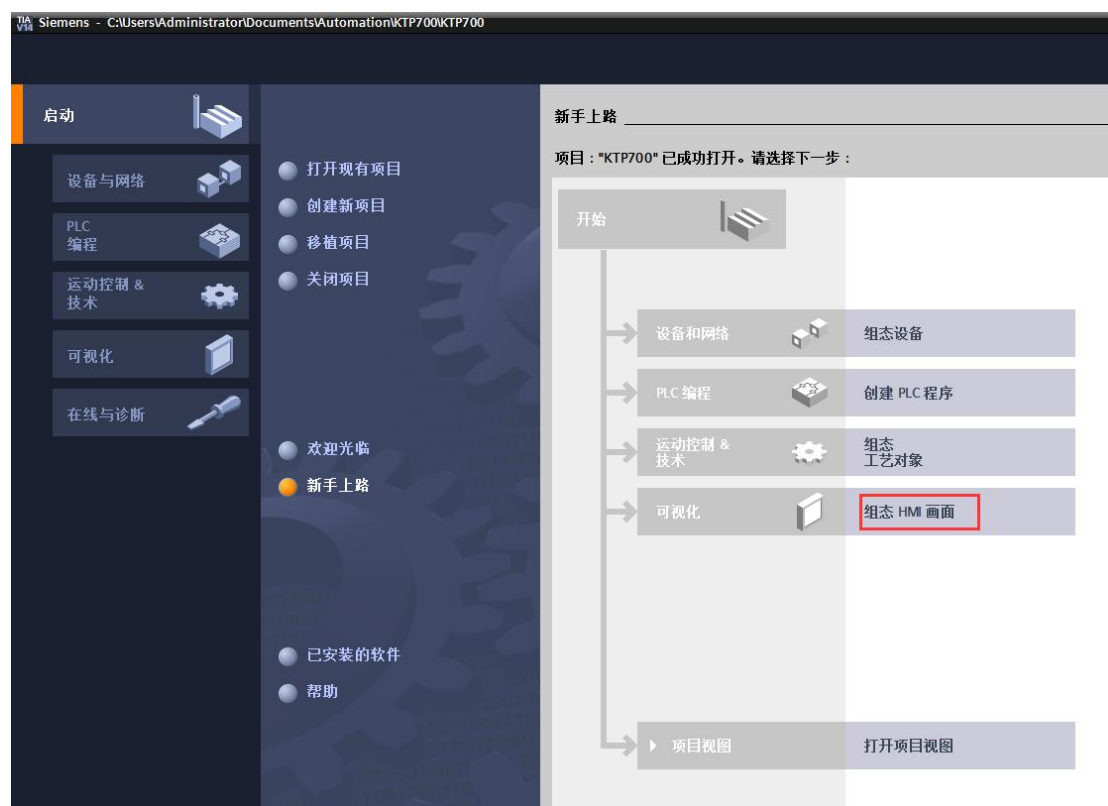 TIA V14 Siemens - C:\Users\Administrator\Documents\Automation\KTP700\KTP700
启动
设备与网络
PLC
编程
运动控制 &
技术
可视化
在线与诊断
打开现有项目
创建新项目
移植项目
关闭项目
欢迎光临
新手上路
已安装的软件
帮助
新手上路
项目："KTP700" 已成功打开。请选择下一步：
开始
设备和网络
组态设备
PLC 编程
创建 PLC 程序
运动控制 &
技术
组态
工艺对象
可视化
组态 HMI 画面
项目视图
打开项目视图